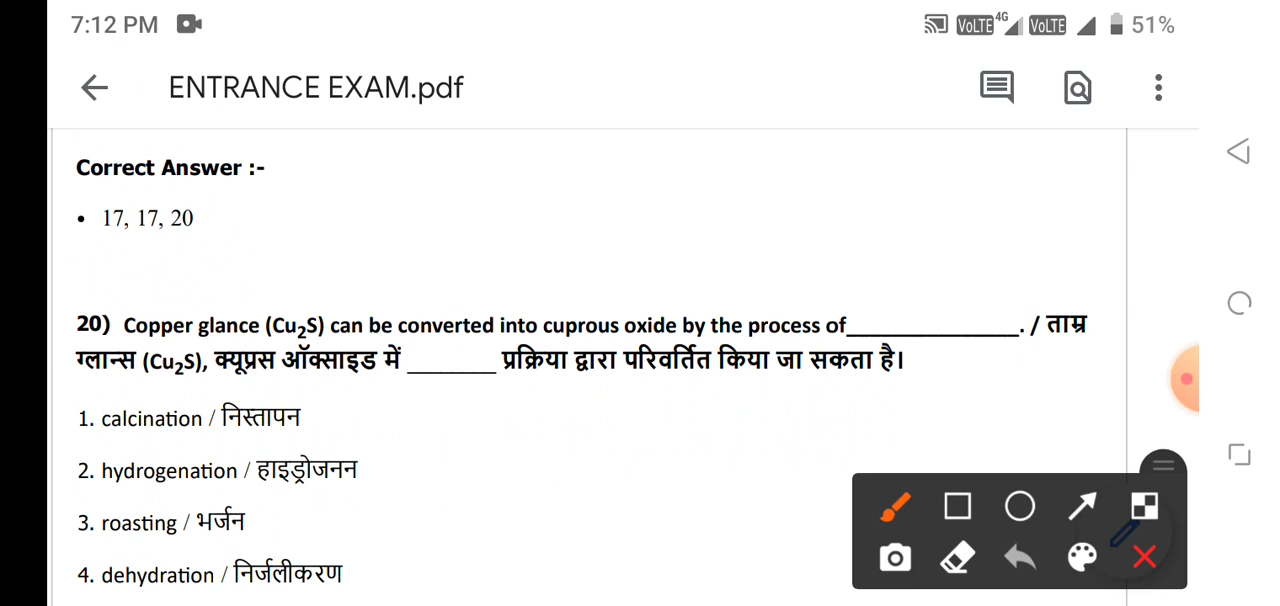 7:12 PM VoLTE 4G VoLTE 51%
ENTRANCE EXAM.pdf
Correct Answer :-
• 17, 17, 20
20) Copper glance (Cu₂S) can be converted into cuprous oxide by the process of_______________. / ताम्र
ग्लान्स (Cu₂S), क्यूप्रस ऑक्साइड में ________ प्रक्रिया द्वारा परिवर्तित किया जा सकता है।
1. calcination / निस्तापन
2. hydrogenation / हाइड्रोजनन
3. roasting / भर्जन
4. dehydration / निर्जलीकरण